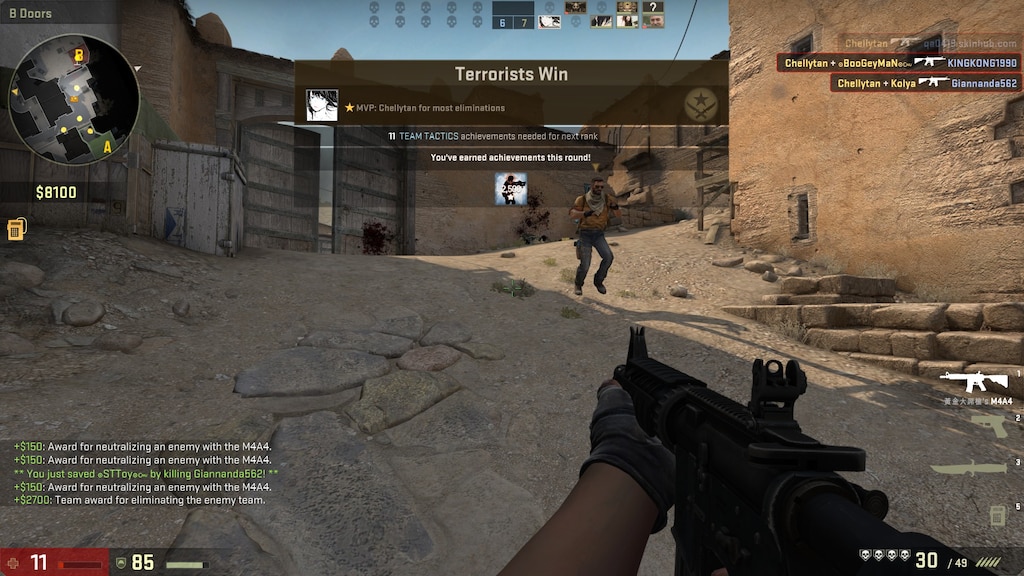 B Doors
6 7
?
B
A
$8100
Terrorists Win
MVP: Chellytan for most eliminations
11 TEAM TACTICS achievements needed for next rank
You've earned achievements this round!
2,500
Chellytan
Chellytan + BooGeyMaN KINGKONG1990
Chellytan + Kolya Giannanda562
1
M4A4
2
3
5
+$150: Award for neutralizing an enemy with the M4A4.
+$150: Award for neutralizing an enemy with the M4A4.
** You just saved STToy by killing Giannanda562! **
+$150: Award for neutralizing an enemy with the M4A4.
+$2700: Team award for eliminating the enemy team.
11 85
30 / 49